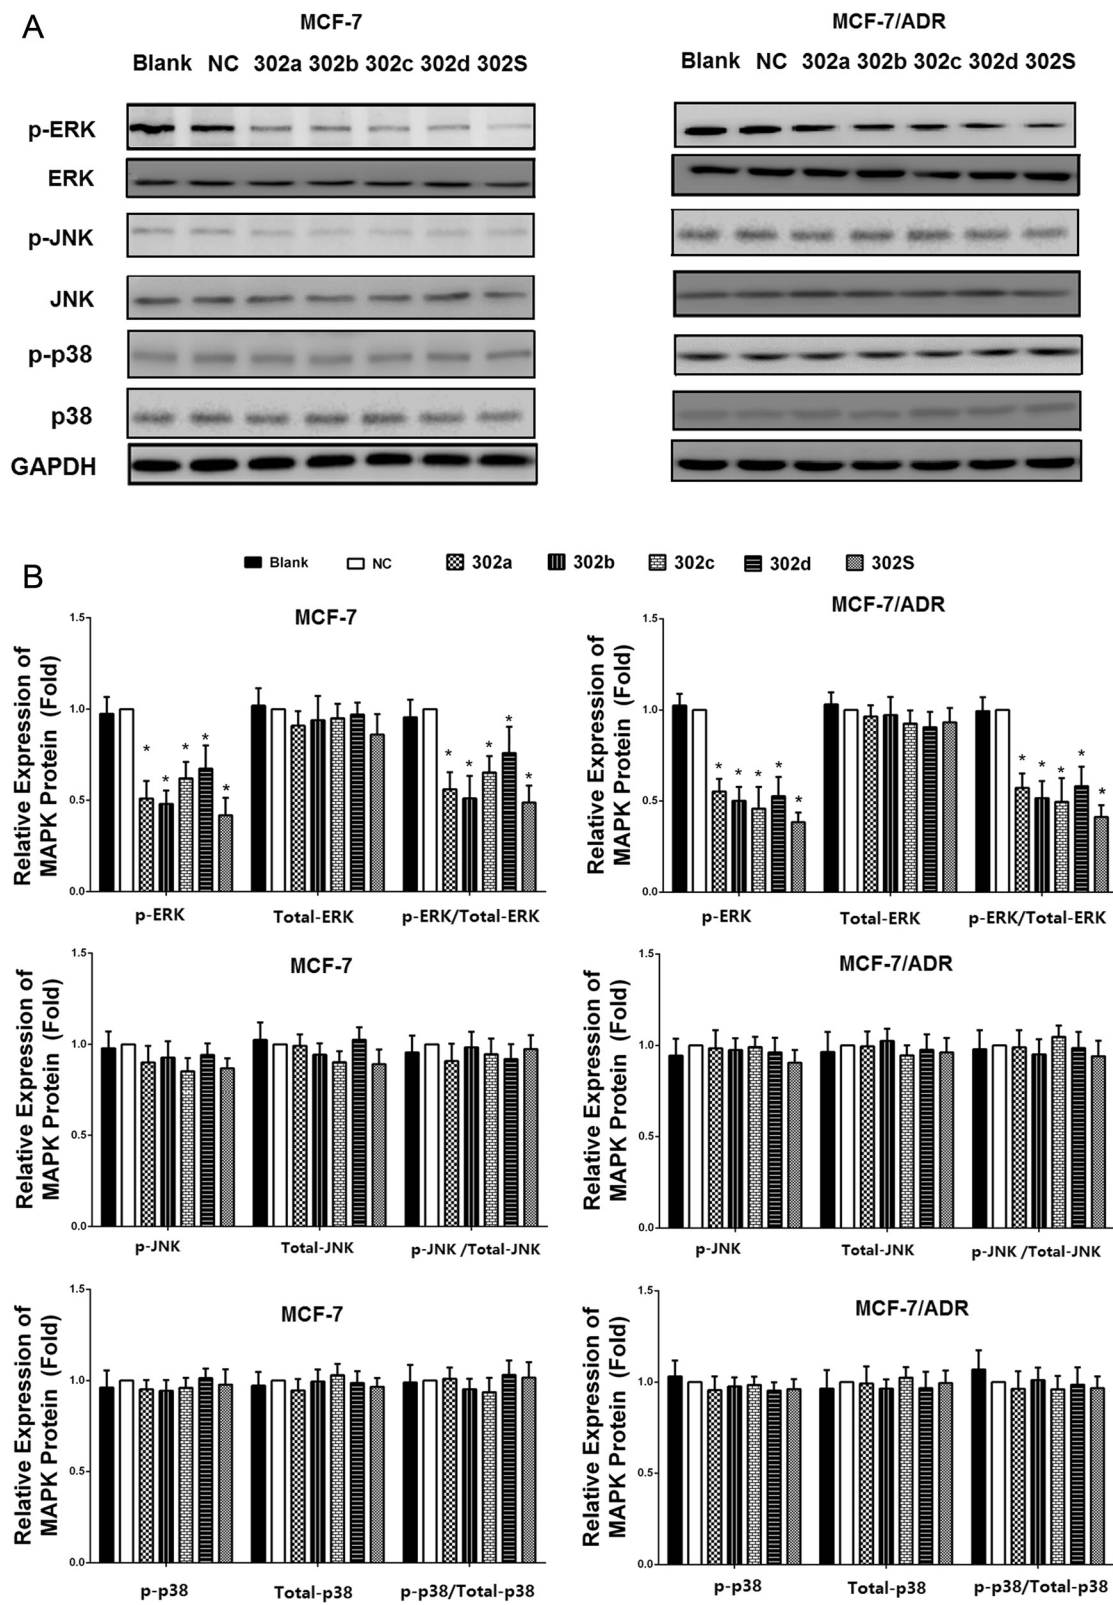 A
MCF-7
MCF-7/ADR
Blank NC 302a 302b 302c 302d 302S
Blank NC 302a 302b 302c 302d 302S
p-ERK
ERK
p-JNK
JNK
p-p38
p38
GAPDH
B
Blank NC 302a 302b 302c 302d 302S
MCF-7
Relative Expression of
MAPK Protein (Fold)
1.5
1.0
0.5
0.0
* * * * *
* * * * *
p-ERK Total-ERK p-ERK/Total-ERK
MCF-7/ADR
Relative Expression of
MAPK Protein (Fold)
1.5
1.0
0.5
0.0
* * * * *
* * * * *
p-ERK Total-ERK p-ERK/Total-ERK
MCF-7
Relative Expression of
MAPK Protein (Fold)
1.5
1.0
0.5
0.0
p-JNK Total-JNK p-JNK /Total-JNK
MCF-7/ADR
Relative Expression of
MAPK Protein (Fold)
1.5
1.0
0.5
0.0
p-JNK Total-JNK p-JNK /Total-JNK
MCF-7
Relative Expression of
MAPK Protein (Fold)
1.5
1.0
0.5
0.0
p-p38 Total-p38 p-p38/Total-p38
MCF-7/ADR
Relative Expression of
MAPK Protein (Fold)
1.5
1.0
0.5
0.0
p-p38 Total-p38 p-p38/Total-p38